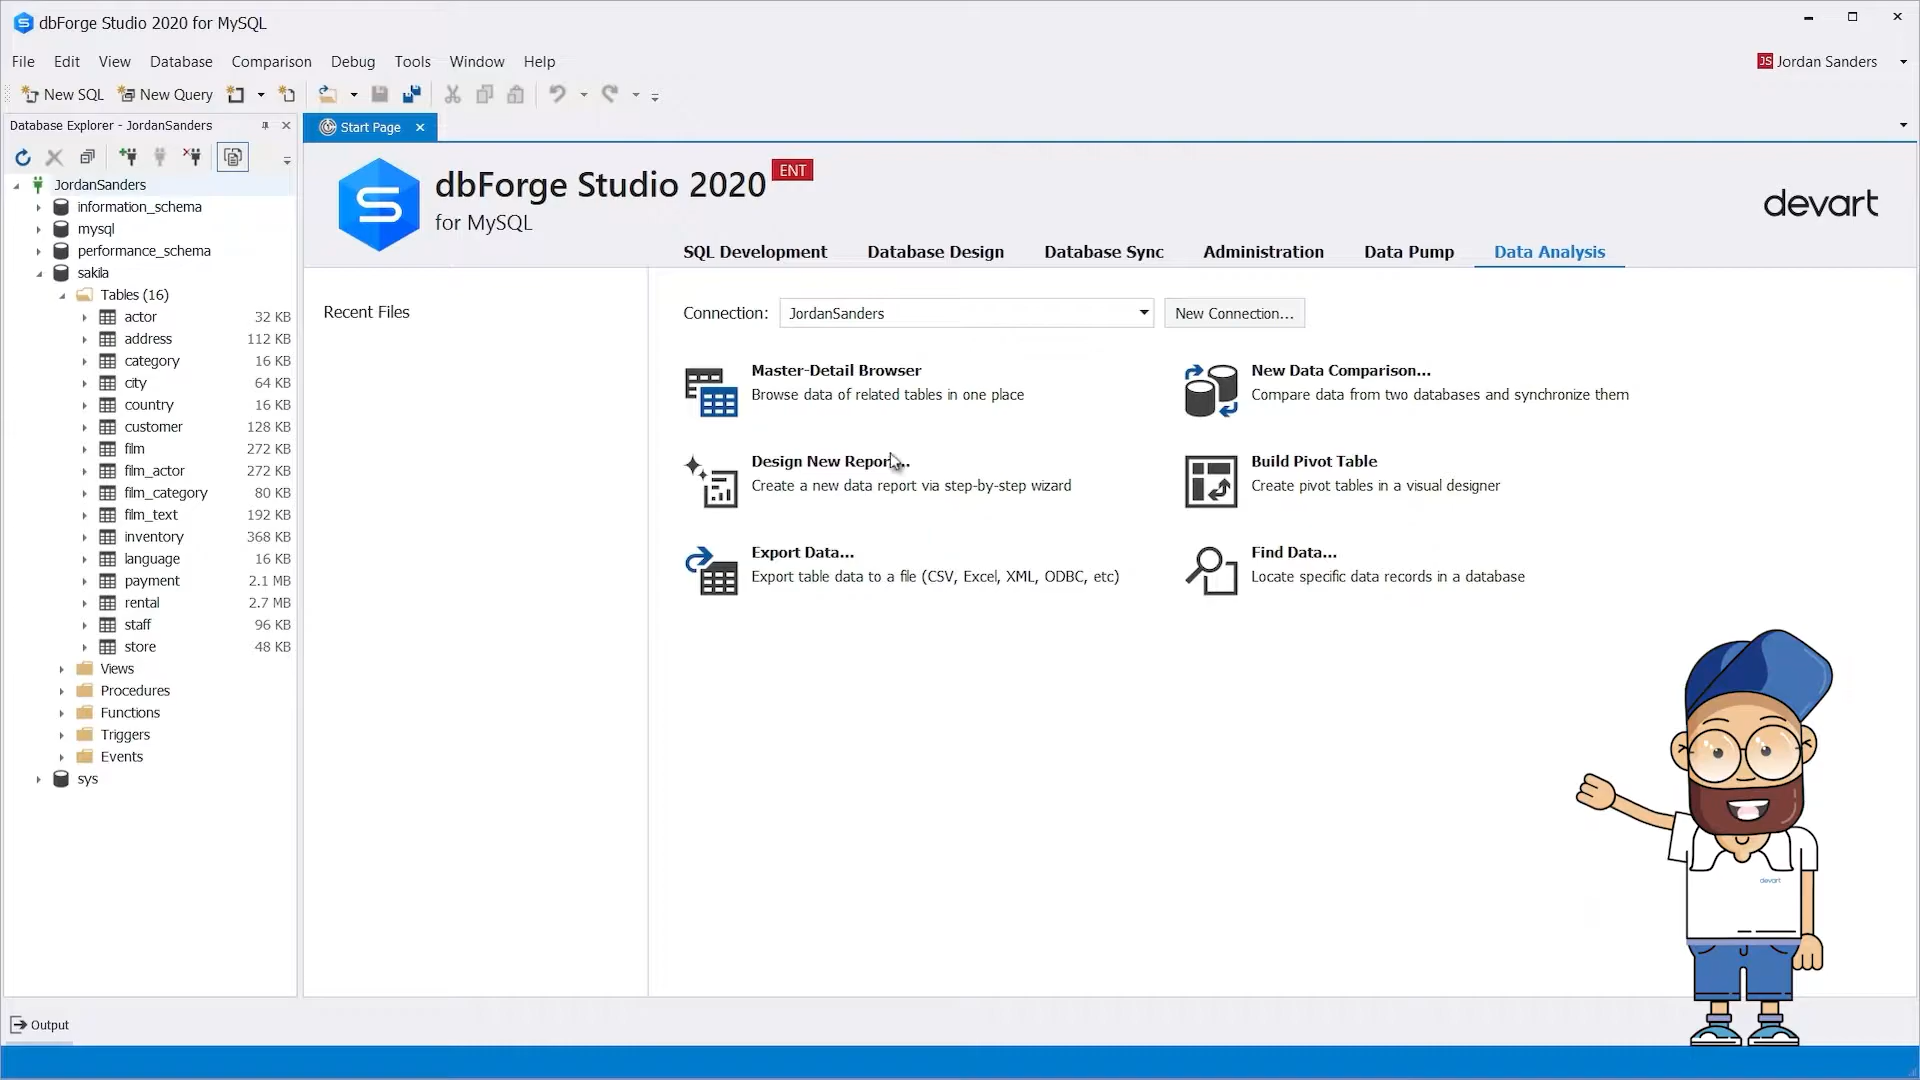 dbForge Studio 2020 for MySQL
File Edit View Database Comparison Debug Tools Window Help
JS Jordan Sanders
New SQL New Query
Database Explorer - JordanSanders
Start Page
JordanSanders
information_schema
mysql
performance_schema
sakila
Tables (16)
actor 32 KB
address 112 KB
category 16 KB
city 64 KB
country 16 KB
customer 128 KB
film 272 KB
film_actor 272 KB
film_category 80 KB
film_text 192 KB
inventory 368 KB
language 16 KB
payment 2.1 MB
rental 2.7 MB
staff 96 KB
store 48 KB
Views
Procedures
Functions
Triggers
Events
sys
dbForge Studio 2020 ENT
for MySQL
devart
SQL Development Database Design Database Sync Administration Data Pump Data Analysis
Recent Files
Connection: JordanSanders New Connection...
Master-Detail Browser
Browse data of related tables in one place
New Data Comparison...
Compare data from two databases and synchronize them
Design New Report...
Create a new data report via step-by-step wizard
Build Pivot Table
Create pivot tables in a visual designer
Export Data...
Export table data to a file (CSV, Excel, XML, ODBC, etc)
Find Data...
Locate specific data records in a database
devart
Output